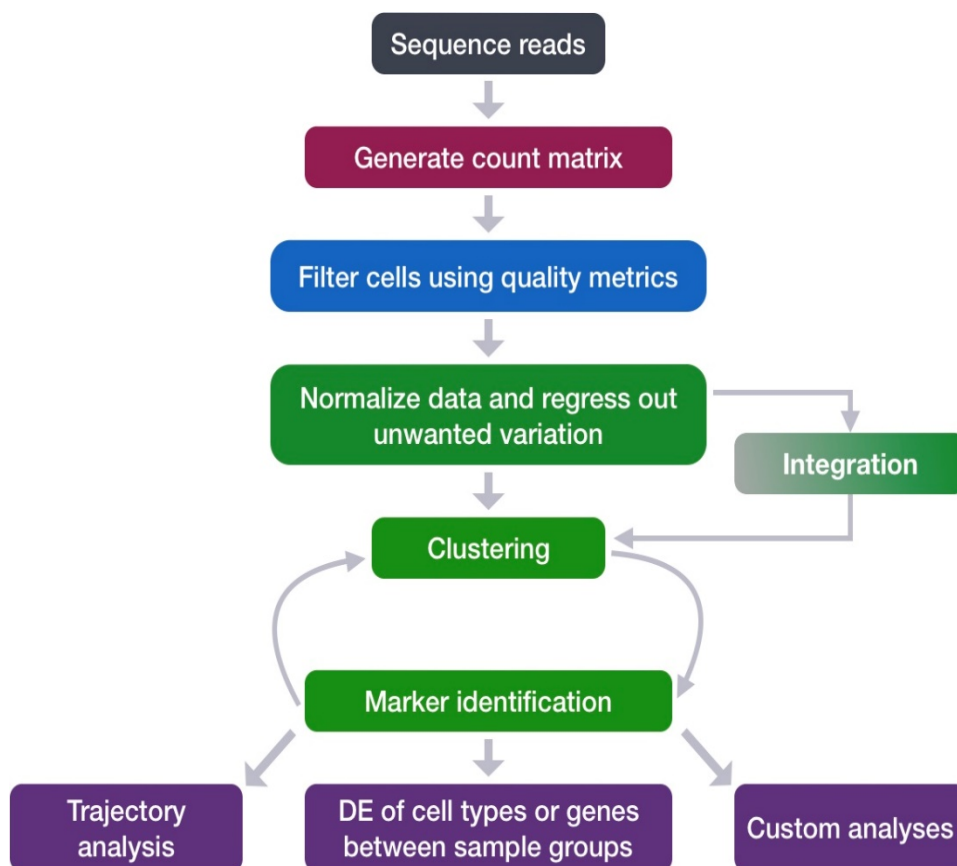 Sequence reads
Generate count matrix
Filter cells using quality metrics
Normalize data and regress out
unwanted variation
Integration
Clustering
Marker identification
Trajectory
analysis
DE of cell types or genes
between sample groups
Custom analyses